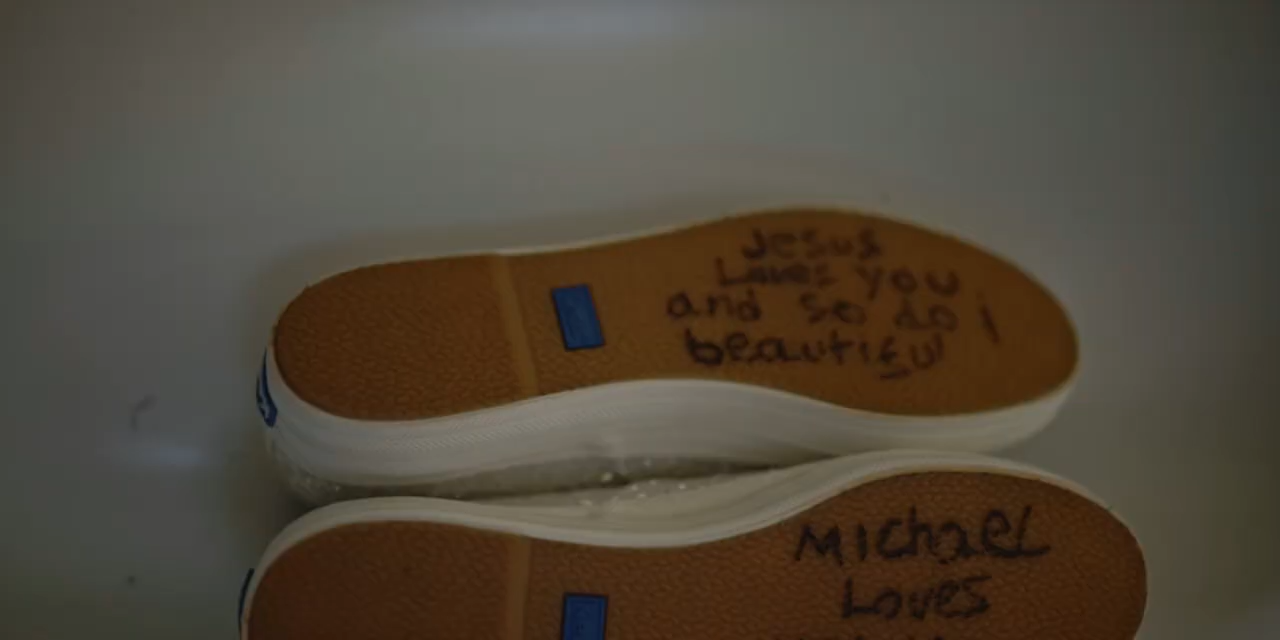 Jesus
Loves you
and so do I
beautiful
Michael
Loves